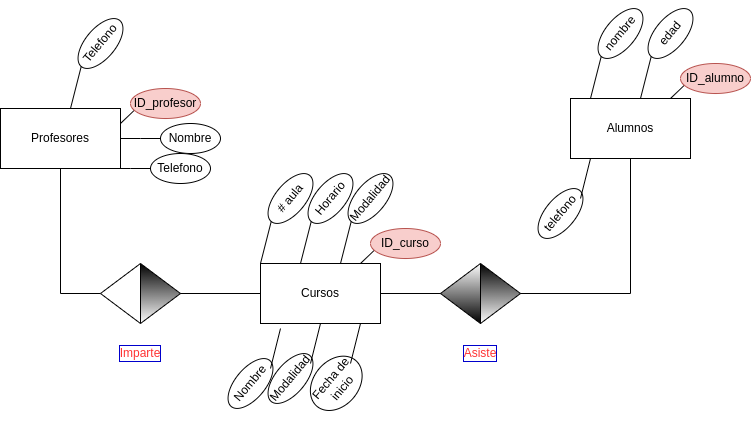 Telefono
ID_profesor
Profesores
Nombre
Telefono
nombre
edad
ID_alumno
Alumnos
telefono
# aula
Horario
Modalidad
ID_curso
Cursos
Imparte
Asiste
Nombre
Modalidad
Fecha de
inicio